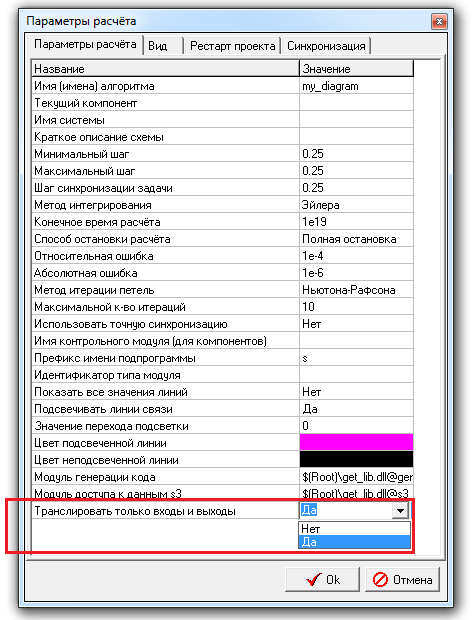 Параметры расчёта
Параметры расчёта Вид Рестарт проекта Синхронизация
Название Значение
Имя (имена) алгоритма my_diagram
Текущий компонент
Имя системы
Краткое описание схемы
Минимальный шаг 0.25
Максимальный шаг 0.25
Шаг синхронизации задачи 0.25
Метод интегрирования Эйлера
Конечное время расчёта 1e19
Способ остановки расчёта Полная остановка
Относительная ошибка 1e-4
Абсолютная ошибка 1e-6
Метод итерации петель Ньютона-Рафсона
Максимальной к-во итераций 10
Использовать точную синхронизацию Нет
Имя контрольного модуля (для компонентов)
Префикс имени подпрограммы s
Идентификатор типа модуля
Показать все значения линий Нет
Подсвечивать линии связи Да
Значение перехода подсветки 0
Цвет подсвеченной линии
Цвет неподсвеченной линии
Модуль генерации кода $(Root)\get_lib.dll@ger
Модуль доступа к данным s3 $(Root)\get_lib.dll@s3
Транслировать только входы и выходы Да
Нет
Да
Ok Отмена